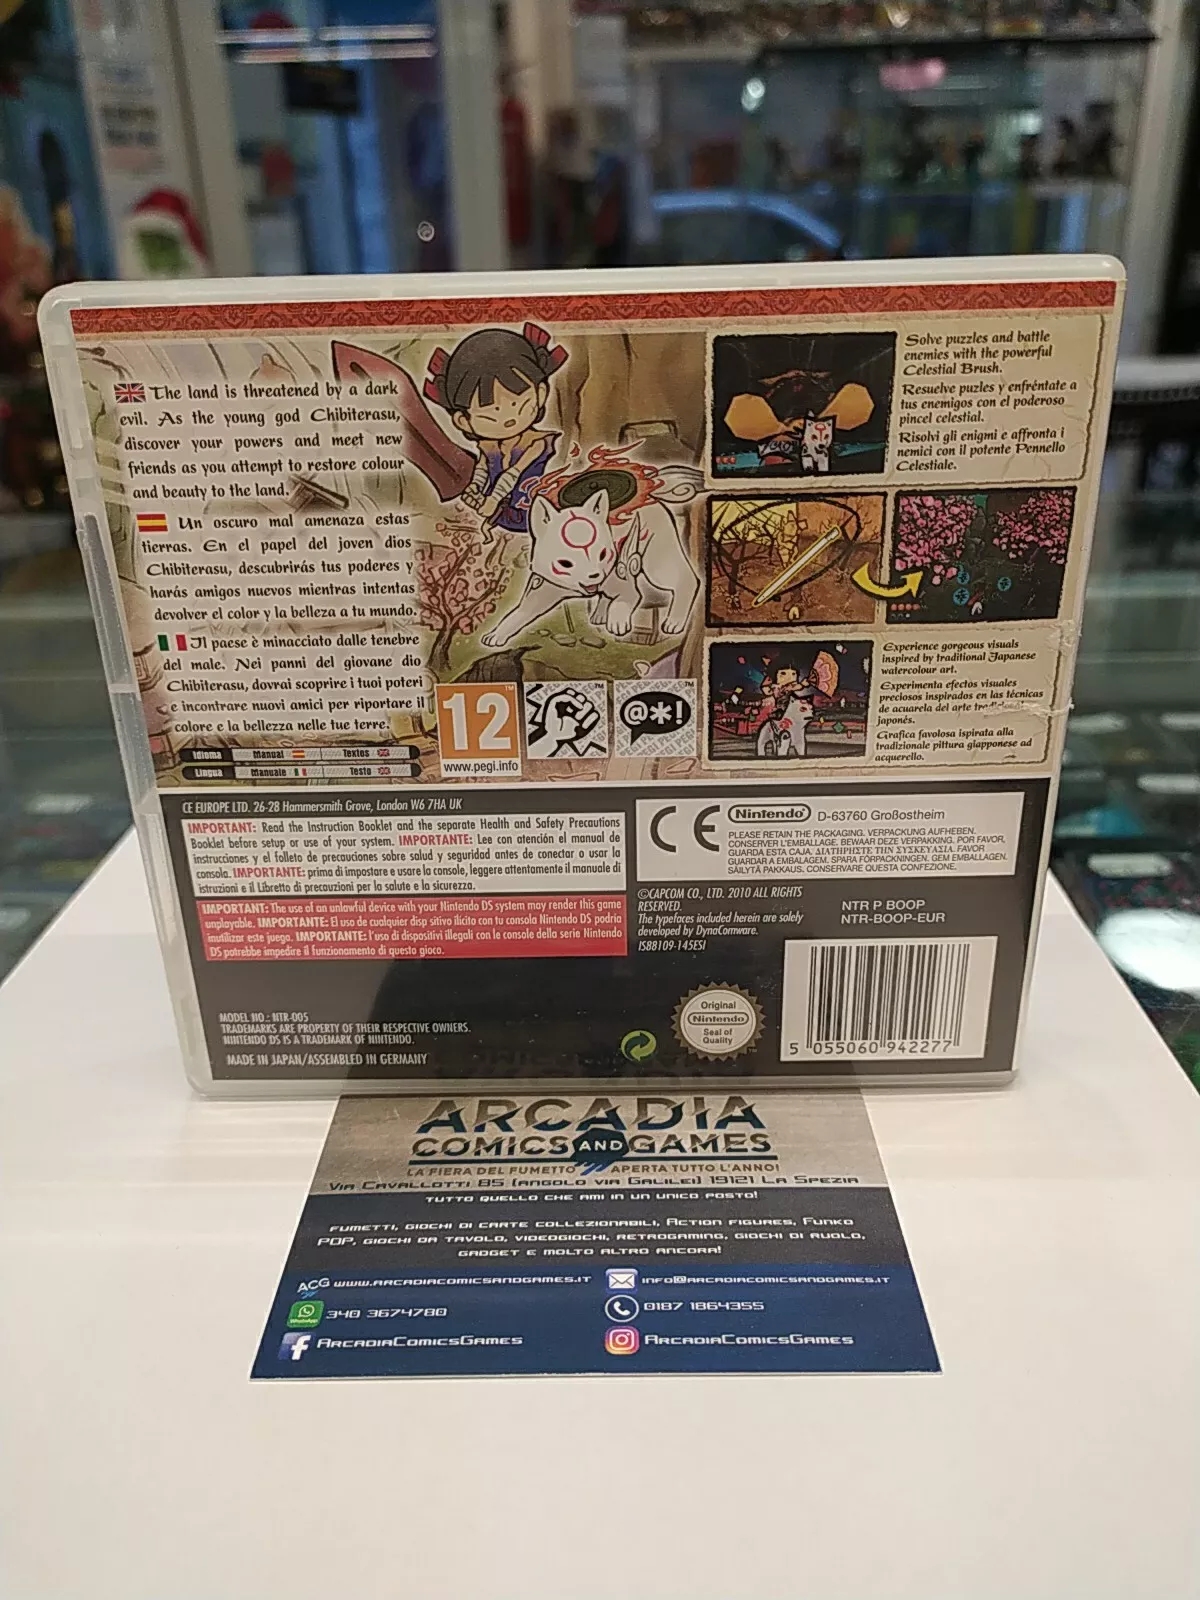 The land is threatened by a dark
evil. As the young god Chibiterasu,
discover your powers and meet new
friends as you attempt to restore colour
and beauty to the land.
Un oscuro mal amenaza estas
tierras. En el papel del joven dios
Chibiterasu, descubrirás tus poderes y
harás amigos nuevos mientras intentas
devolver el color y la belleza a tu mundo.
Il paese è minacciato dalle tenebre
del male. Nei panni del giovane dio
Chibiterasu, dovrai scoprire i tuoi poteri
e incontrare nuovi amici per riportare il
colore e la bellezza nelle tue terre.
Idioma Manual Textos
Lingua Manuale Testo
12
www.pegi.info
@*!
Solve puzzles and battle
enemies with the powerful
Celestial Brush.
Resuelve puzles y enfréntate a
tus enemigos con el poderoso
pincel celestial.
Risolvi gli enigmi e affronta i
nemici con il potente Pennello
Celestiale.
Experience gorgeous visuals
inspired by traditional Japanese
watercolour art.
Experimenta efectos visuales
preciosos inspirados en las técnicas
de acuarela del arte
japonés.
Grafica favolosa ispirata alla
tradizionale pittura giapponese ad
acquerello.
CE EUROPE LTD. 26-28 Hammersmith Grove, London W6 7HA UK
IMPORTANT: Read the Instruction Booklet and the separate Health and Safety Precautions
Booklet before setup or use of your system. IMPORTANTE: Lee con atención el manual de
instrucciones y el folleto de precauciones sobre salud y seguridad antes de conectar o usar la
consola. IMPORTANTE: prima di impostare e usare la console, leggere attentamente il manuale di
istruzioni e il Libretto di precauzioni per la salute e la sicurezza.
IMPORTANT: The use of an unlawful device with your Nintendo DS system may render this game
unplayable. IMPORTANTE: El uso de cualquier dispositivo ilícito con tu consola Nintendo DS podría
inutilizar este juego. IMPORTANTE: l'uso di dispositivi illegali con le console della serie Nintendo
DS potrebbe impedire il funzionamento di questo gioco.
MODEL NO.: NTR-005
TRADEMARKS ARE PROPERTY OF THEIR RESPECTIVE OWNERS.
NINTENDO DS IS A TRADEMARK OF NINTENDO.
MADE IN JAPAN/ASSEMBLED IN GERMANY
CE Nintendo D-63760 Großostheim
PLEASE RETAIN THE PACKAGING. VERPACKUNG AUFHEBEN.
CONSERVER L'EMBALLAGE. BEWAAR DEZE VERPAKKING. POR FAVOR,
GUARDA ESTA CAJA. ΔΙΑΤΗΡΗΣΤΕ ΤΗΝ ΣΥΣΚΕΥΑΣΙΑ. FAVOR
GUARDAR A EMBALAGEM. SPARA FÖRPACKNINGEN. GEM EMBALLAGEN.
SÄILYTÄ PAKKAUS. CONSERVARE QUESTA CONFEZIONE.
©CAPCOM CO., LTD. 2010 ALL RIGHTS
RESERVED.
The typefaces included herein are solely
developed by DynaComware.
IS88109-14SESI
NTR P BOOP
NTR-BOOP-EUR
Original
Nintendo
Seal of
Quality
5 055060 942277
ARCADIA
COMICS AND GAMES
LA FIERA DEL FUMETTO APERTA TUTTO L'ANNO!
Via Cavallotti 85 (angolo via Galilei) 19121 La Spezia
TUTTO QUELLO CHE AMI IN UN UNICO POSTO!
FUMETTI, GIOCHI DI CARTE COLLEZIONABILI, ACTION FIGURES, FUNKO
POP, GIOCHI DA TAVOLO, VIDEOGIOCHI, RETROGAMING, GIOCHI DI RUOLO,
GADGET E MOLTO ALTRO ANCORA!
ACG www.arcadiacomicsandgames.it info@arcadiacomicsandgames.it
WhatsApp 340 3674780 0187 1864355
ArcadiaComicsGames ArcadiaComicsGames